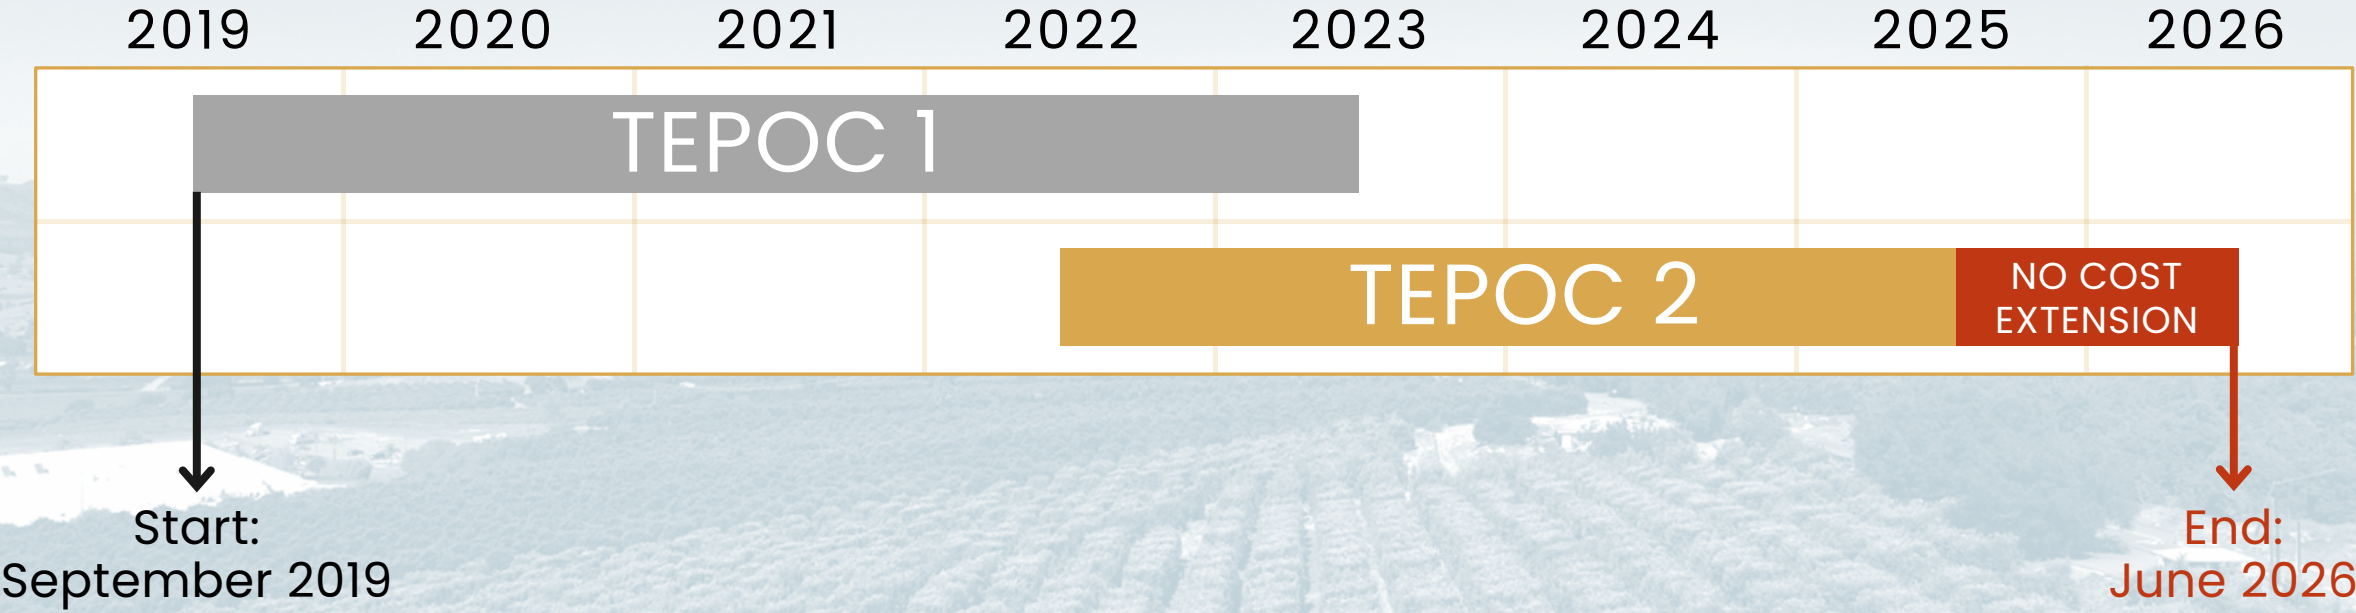 2019 2020 2021 2022 2023 2024 2025 2026
TEPOC 1
TEPOC 2
NO COST
EXTENSION
Start:
September 2019
End:
June 2026